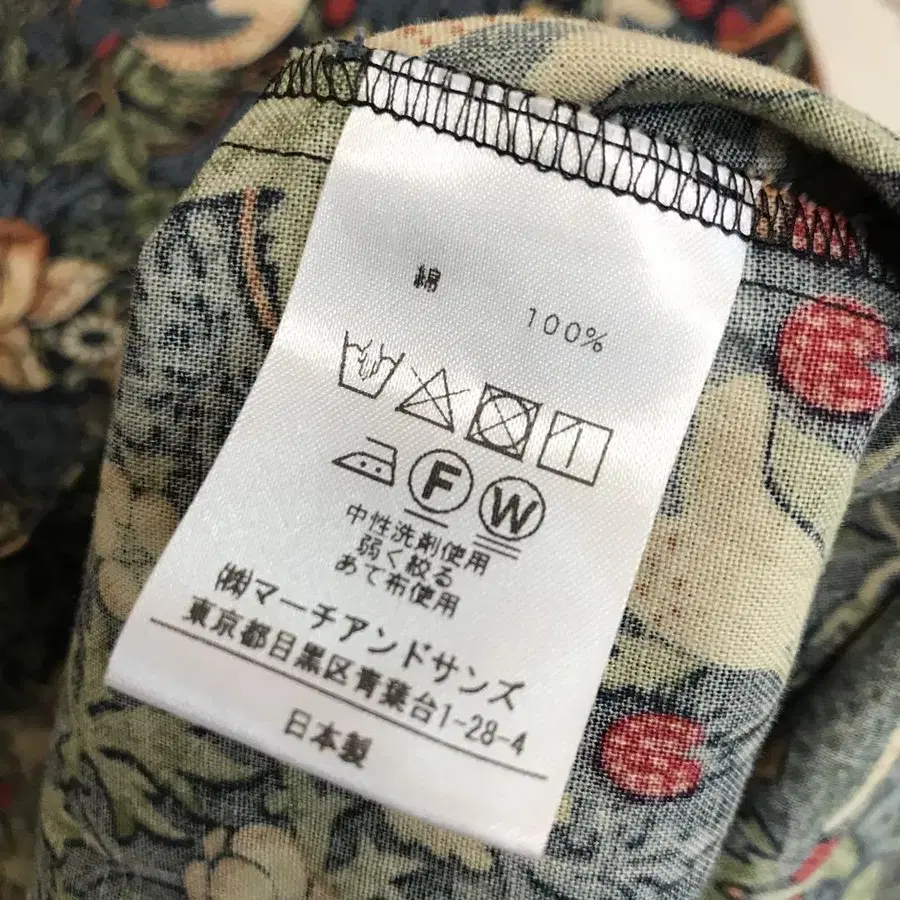 綿
100%
F W
中性洗剤使用
弱く絞る
あて布使用
㈱マーチアンドサンズ
東京都目黒区青葉台1-28-4
日本製